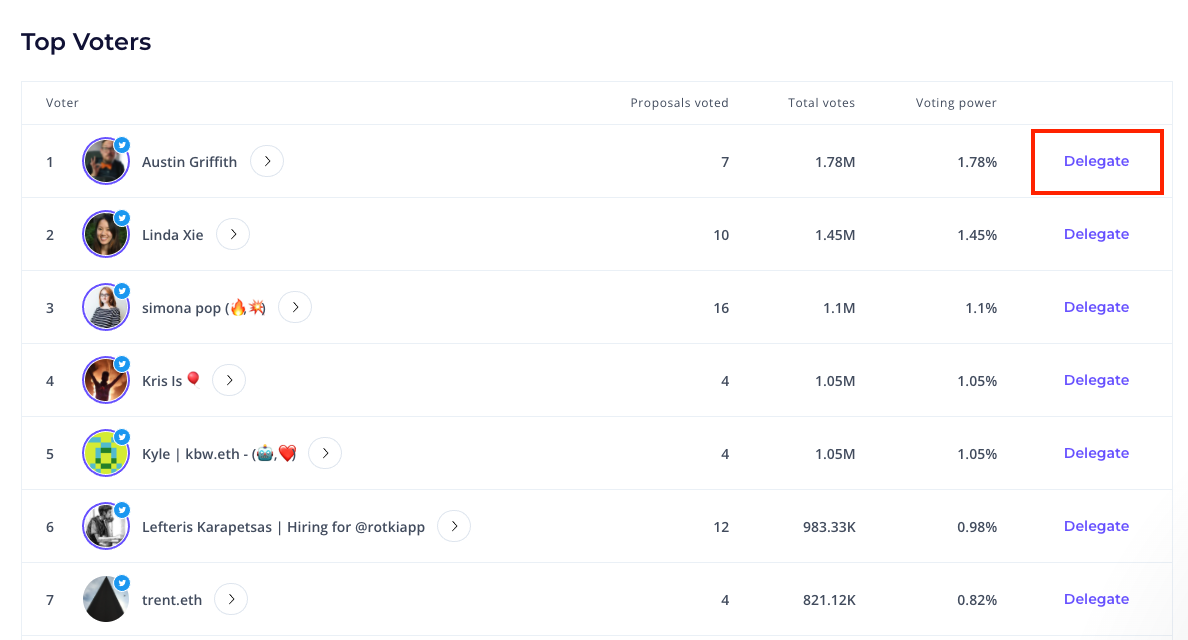 Top Voters
Voter Proposals voted Total votes Voting power
1 Austin Griffith 7 1.78M 1.78% Delegate
2 Linda Xie 10 1.45M 1.45% Delegate
3 simona pop (🔥💥 16 1.1M 1.1% Delegate
4 Kris Is 🎈 4 1.05M 1.05% Delegate
5 Kyle | kbw.eth - (🤖,❤️ 4 1.05M 1.05% Delegate
6 Lefteris Karapetsas | Hiring for @rotkiapp 12 983.33K 0.98% Delegate
7 trent.eth 4 821.12K 0.82% Delegate